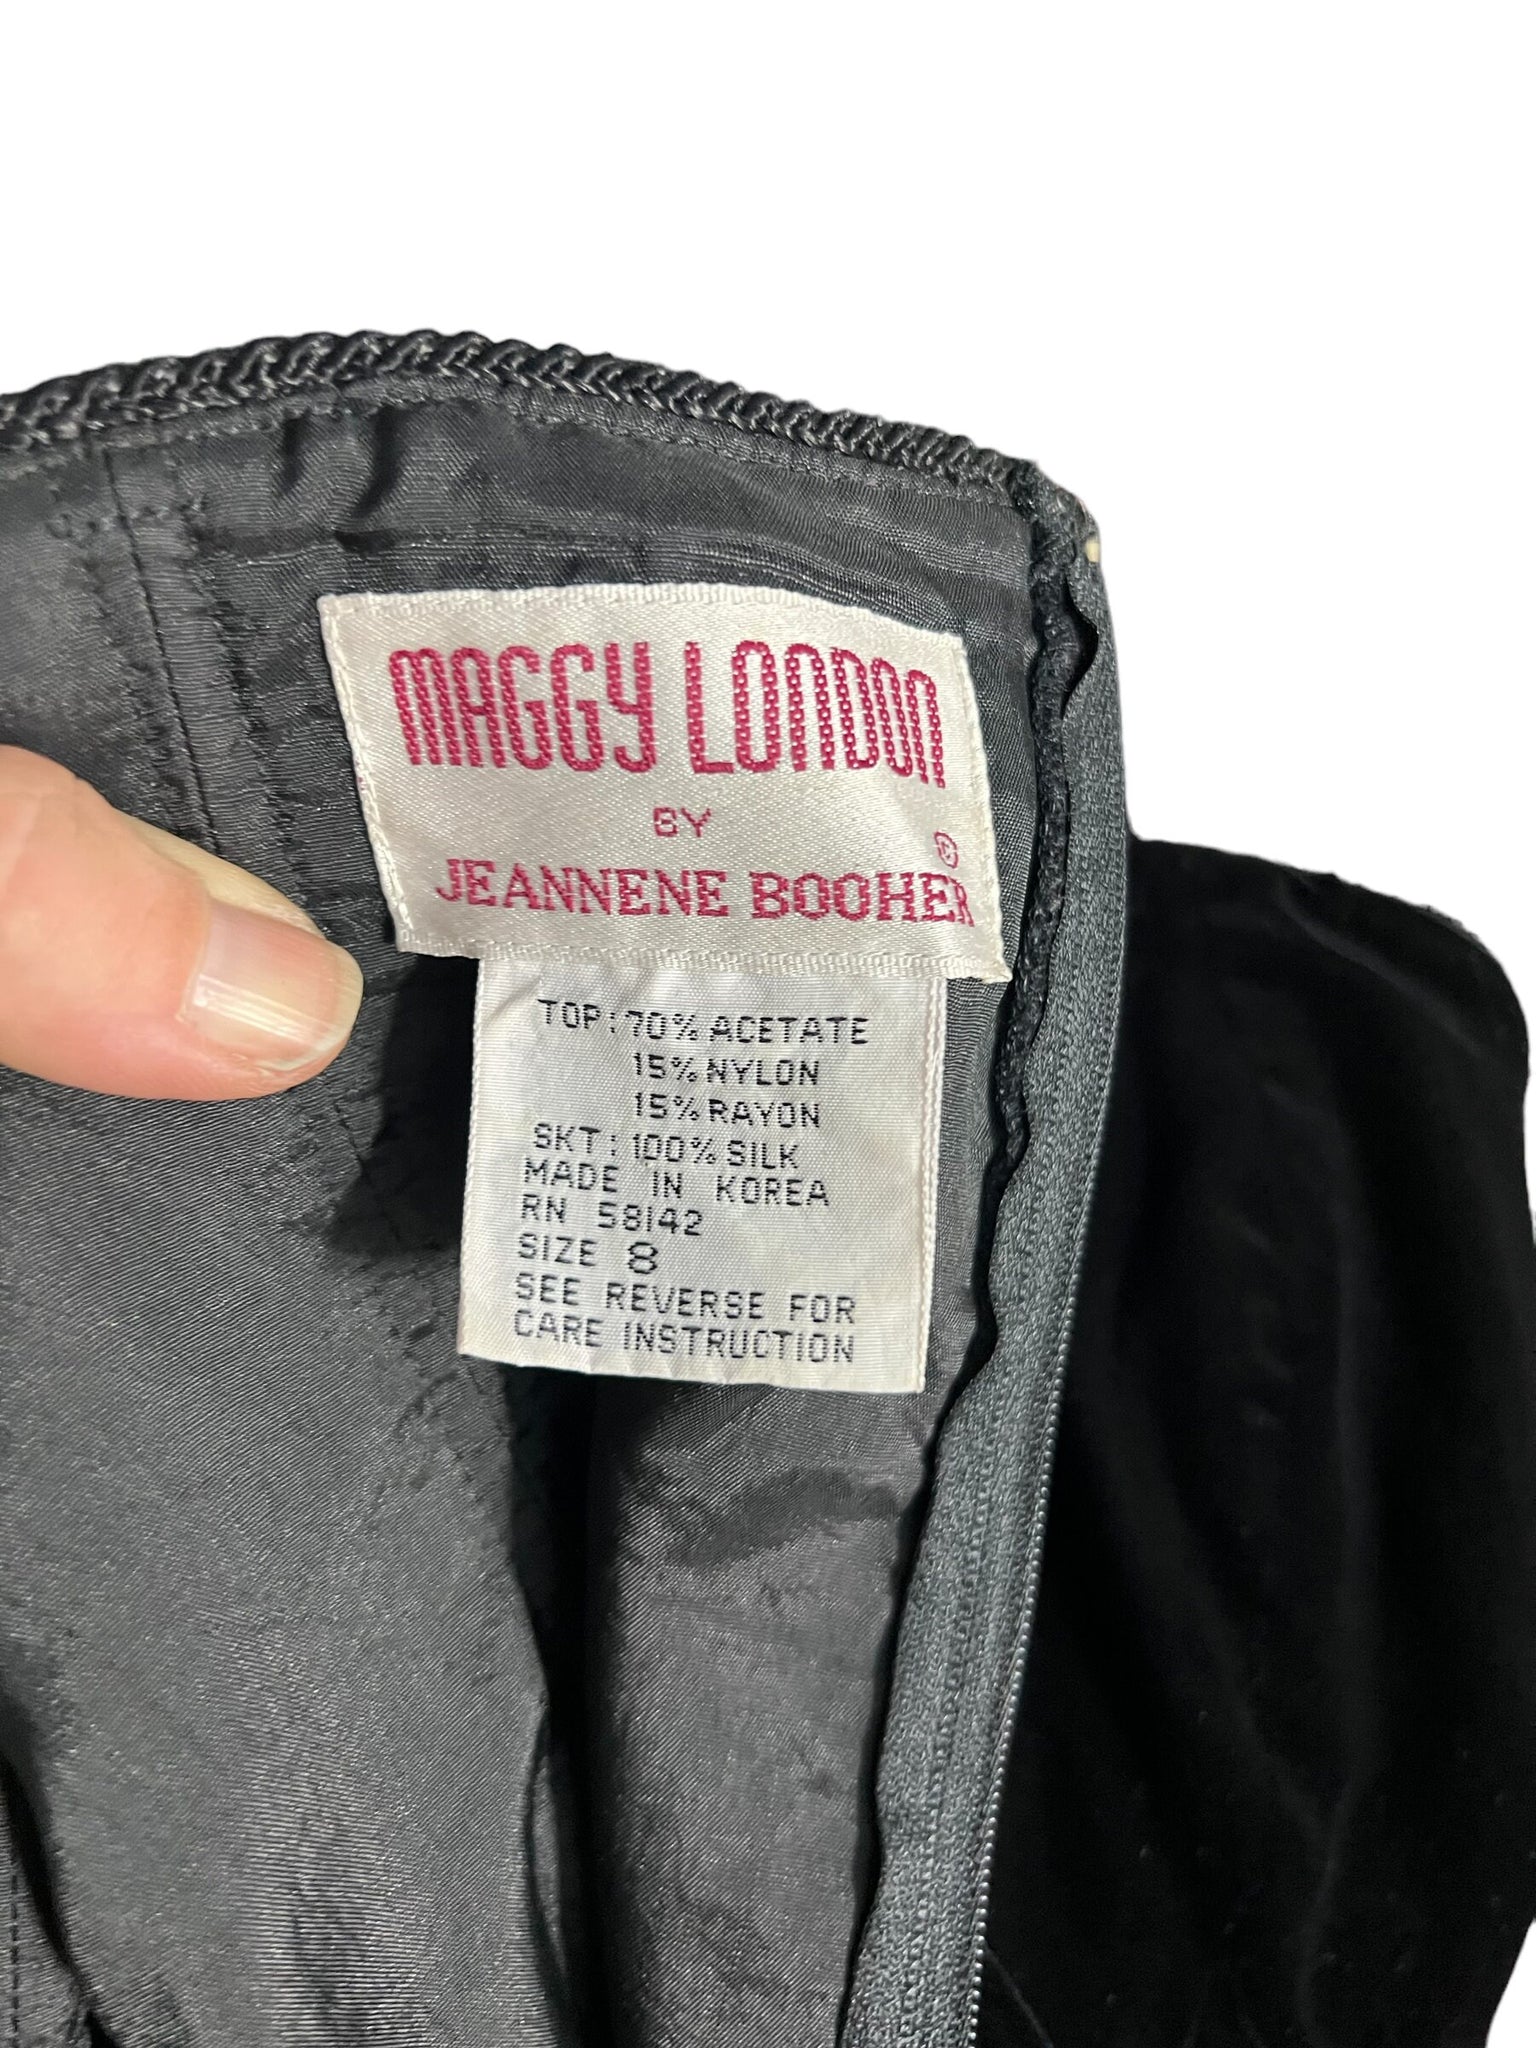 MAGGY LONDON
BY
JEANNENE BOOHER®
TOP: 70% ACETATE
15% NYLON
15% RAYON
SKT: 100% SILK
MADE IN KOREA
RN 58142
SIZE 8
SEE REVERSE FOR
CARE INSTRUCTION